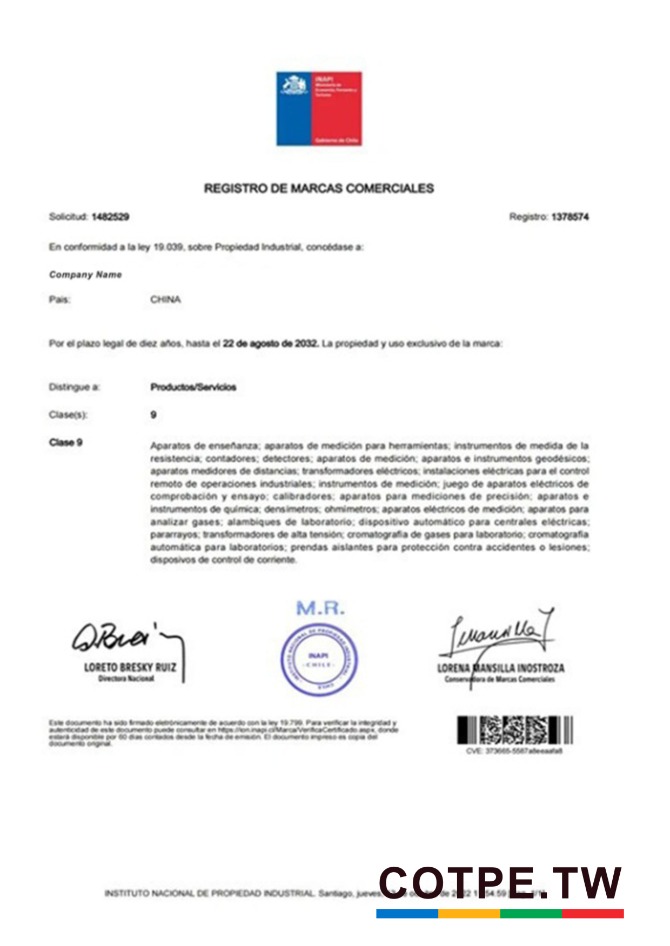 INAPI
Ministerio de
Economía, Fomento y
Turismo
Gobierno de Chile
REGISTRO DE MARCAS COMERCIALES
Solicitud: 1482529 Registro: 1378574
En conformidad a la ley 19.039, sobre Propiedad Industrial, concédase a:
Company Name
Pais: CHINA
Por el plazo legal de diez años, hasta el 22 de agosto de 2032. La propiedad y uso exclusivo de la marca:
Distingue a: Productos/Servicios
Clase(s): 9
Clase 9 Aparatos de enseñanza; aparatos de medición para herramientas; instrumentos de medida de la
resistencia; contadores; detectores; aparatos de medición; aparatos e instrumentos geodésicos;
aparatos medidores de distancias; transformadores eléctricos; instalaciones eléctricas para el control
remoto de operaciones industriales; instrumentos de medición; juego de aparatos eléctricos de
comprobación y ensayo; calibradores; aparatos para mediciones de precisión; aparatos e
instrumentos de química; densímetros; ohmímetros; aparatos eléctricos de medición; aparatos para
analizar gases; alambiques de laboratorio; dispositivo automático para centrales eléctricas;
pararrayos; transformadores de alta tensión; cromatografía de gases para laboratorio; cromatografía
automática para laboratorios; prendas aislantes para protección contra accidentes o lesiones;
disposivos de control de corriente.
M.R.
INSTITUTO NACIONAL DE PROPIEDAD INDUSTRIAL
INAPI
- CHILE -
LORETO BRESKY RUIZ
Directora Nacional
LORENA MANSILLA INOSTROZA
Conservadora de Marcas Comerciales
Este documento ha sido firmado eletrónicamente de acuerdo con la ley 19.799. Para verificar la integridad y
autenticidad de este documento puede consultar en https://ion.inapi.cl/Marca/VerificaCertificado.aspx, donde
estará disponible por 60 días contados desde la fecha de emisión. El documento impreso es copia del
documento original.
CVE: 373665-5587a8eeaafa8
INSTITUTO NACIONAL DE PROPIEDAD INDUSTRIAL. Santiago, jueves
COTPE.TW